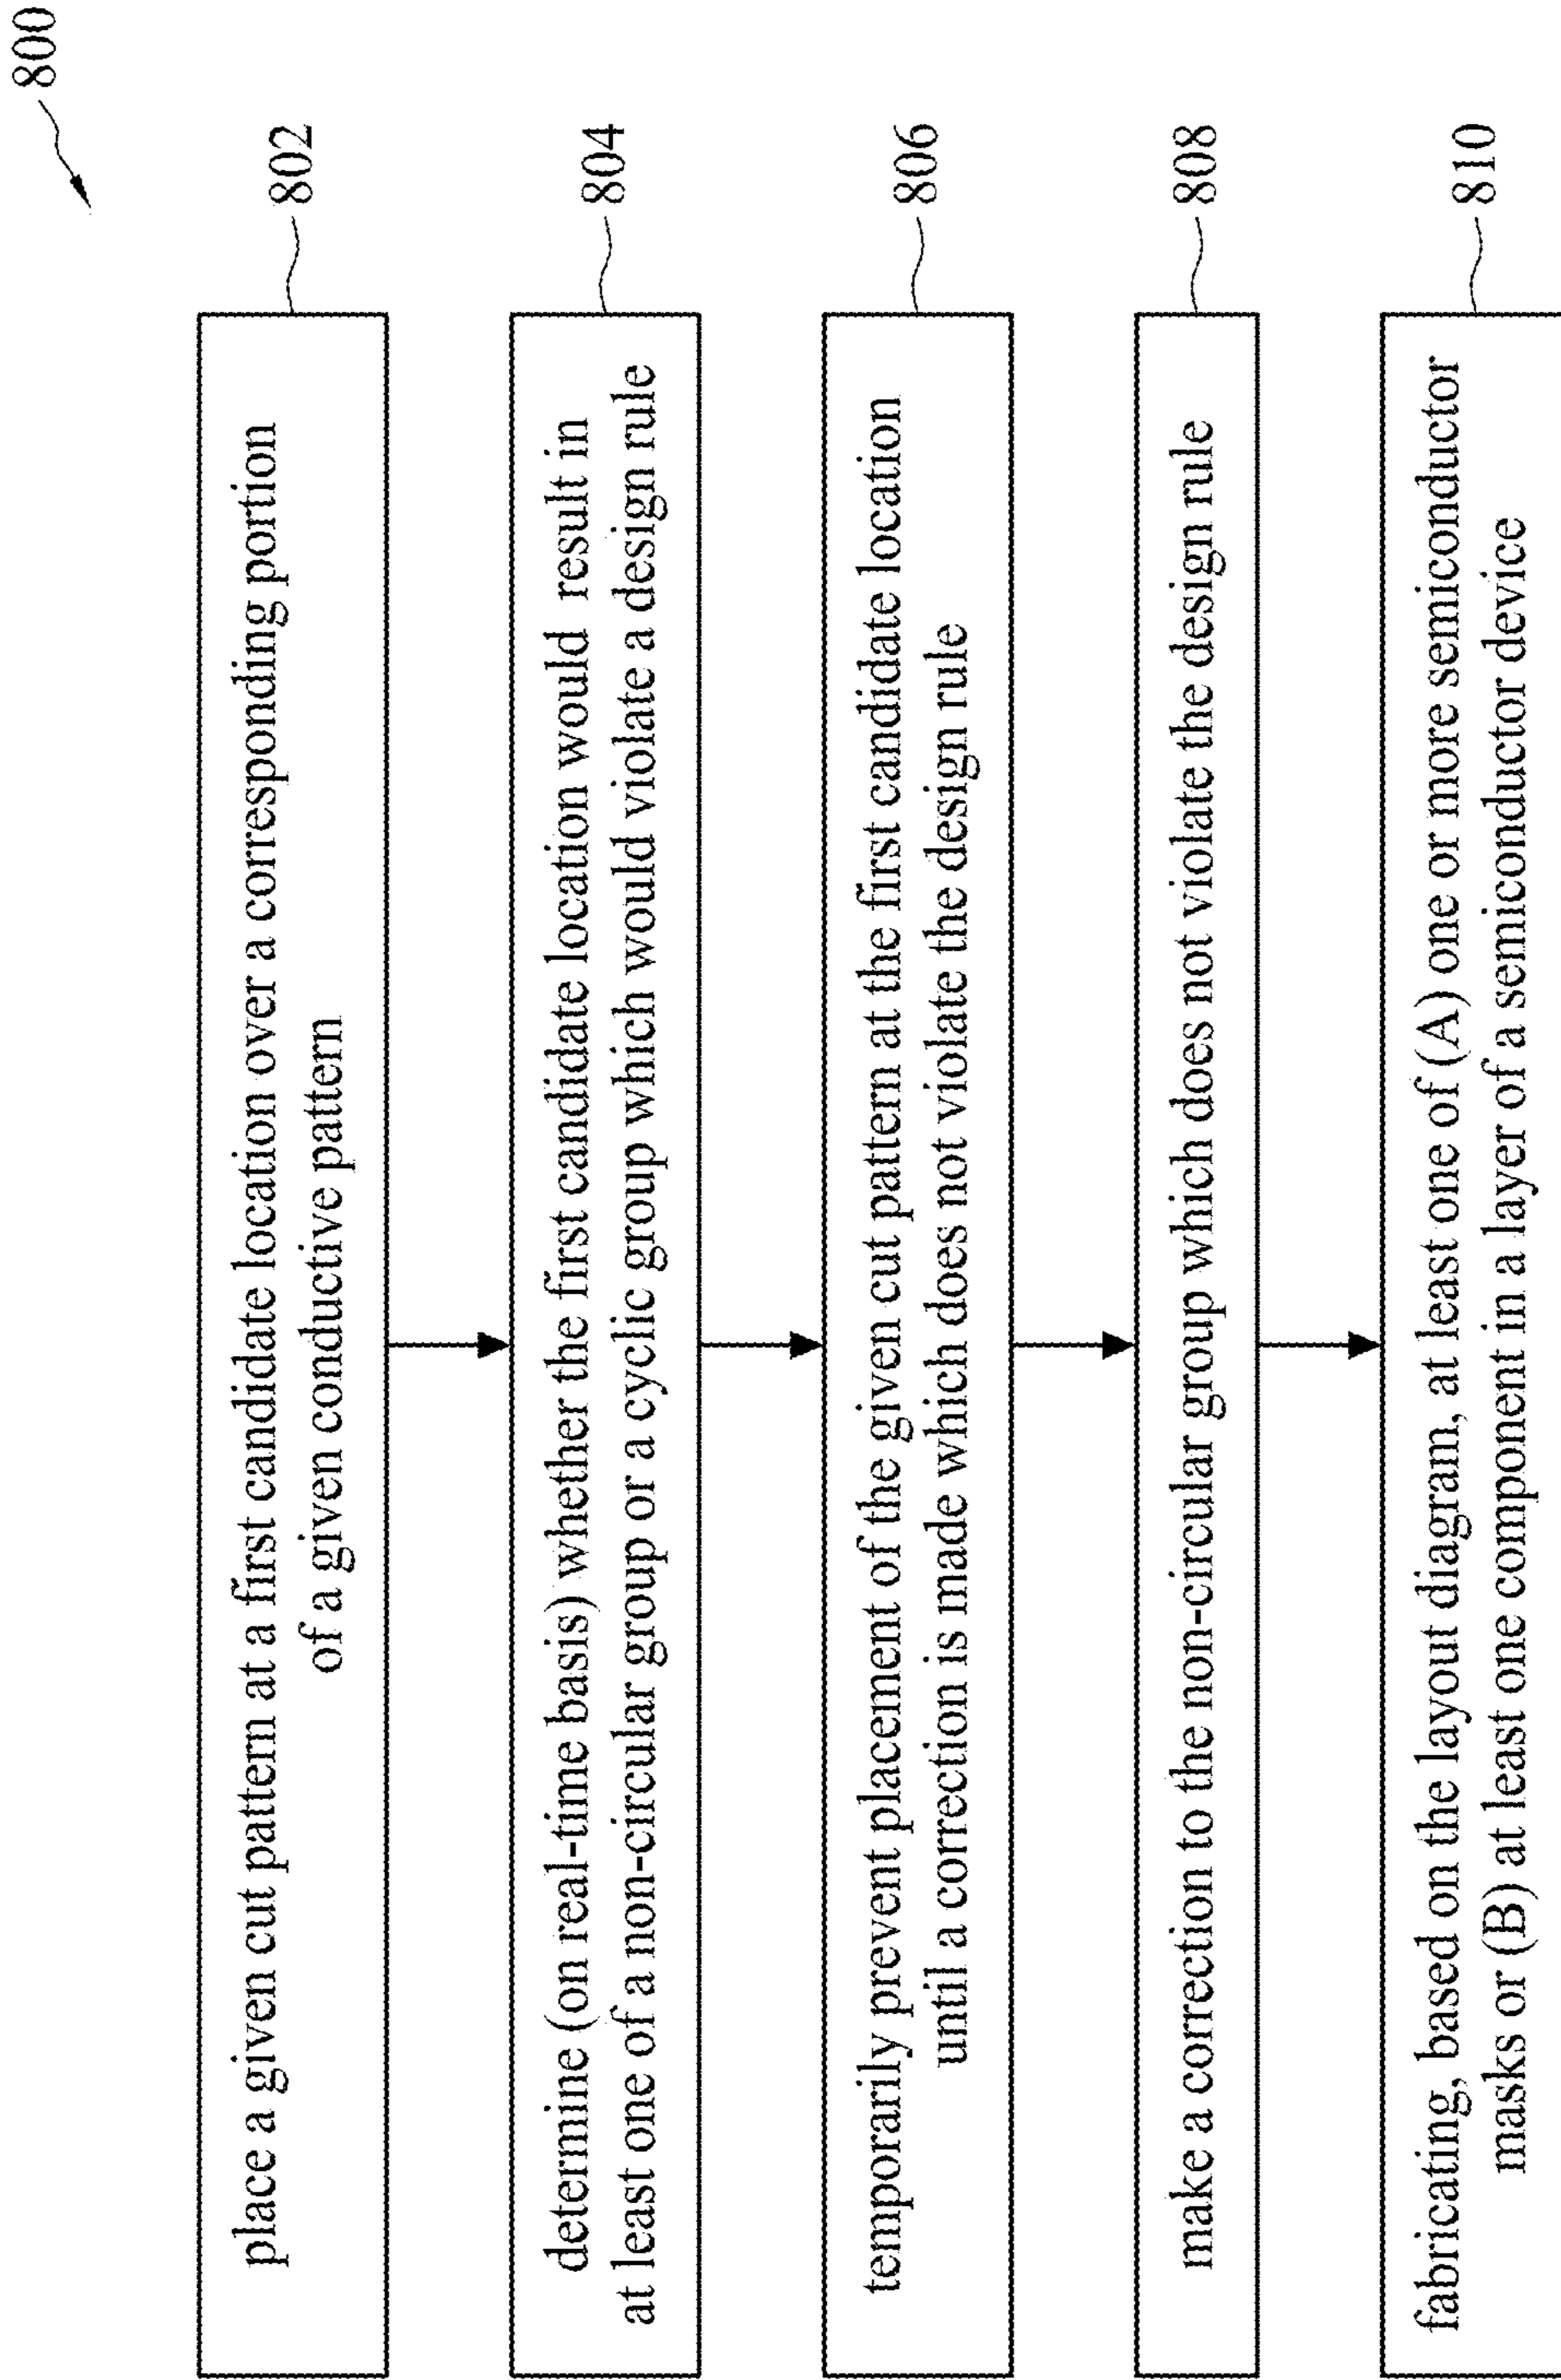 800
place a given cut pattern at a first candidate location over a corresponding portion
of a given conductive pattern
802
determine (on real-time basis) whether the first candidate location would result in
at least one of a non-circular group or a cyclic group which would violate a design rule
804
temporarily prevent placement of the given cut pattern at the first candidate location
until a correction is made which does not violate the design rule
806
make a correction to the non-circular group which does not violate the design rule
808
fabricating, based on the layout diagram, at least one of (A) one or more semiconductor
masks or (B) at least one component in a layer of a semiconductor device
810